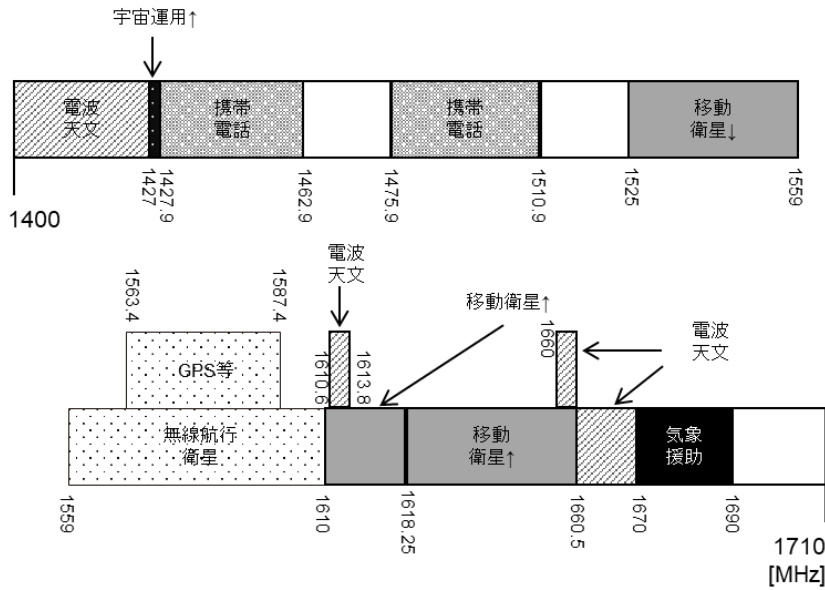 宇宙運用↑
電波
天文
携帯
電話
携帯
電話
移動
衛星↓
1400
1427
1427.9
1462.9
1475.9
1510.9
1525
1559
電波
天文
移動衛星↑
電波
天文
1563.4
1587.4
1610.6
1613.8
1660
GPS等
無線航行
衛星
移動
衛星↑
気象
援助
1559
1610
1618.25
1660.5
1670
1690
1710
[MHz]